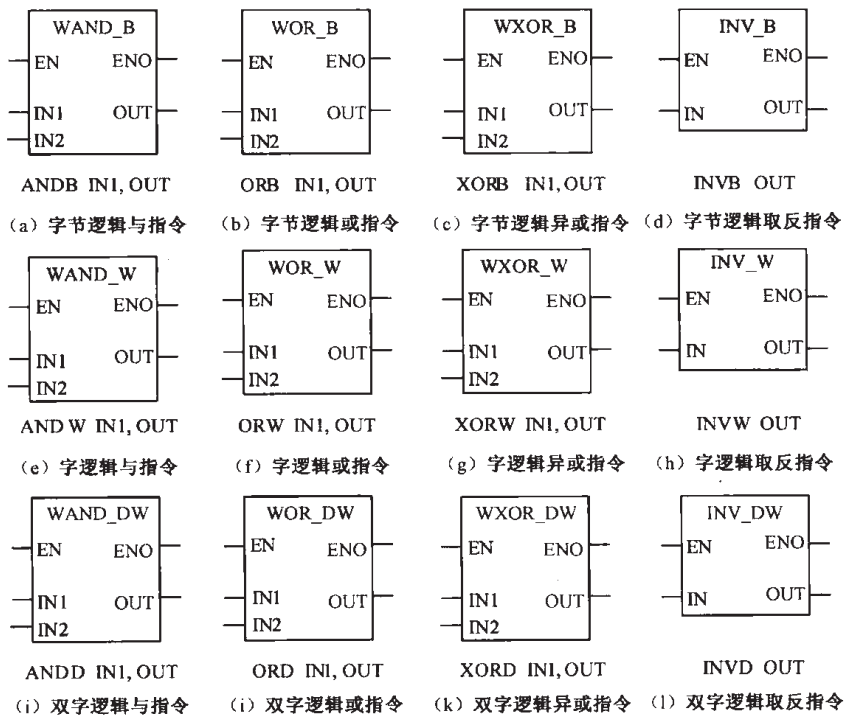 WAND_B
EN ENO
IN1 OUT
IN2
ANDB IN1, OUT
(a) 字节逻辑与指令
WOR_B
EN ENO
IN1 OUT
IN2
ORB IN1, OUT
(b) 字节逻辑或指令
WXOR_B
EN ENO
IN1 OUT
IN2
XORB IN1, OUT
(c) 字节逻辑异或指令
INV_B
EN ENO
IN OUT
INVB OUT
(d) 字节逻辑取反指令
WAND_W
EN ENO
IN1 OUT
IN2
ANDW IN1, OUT
(e) 字逻辑与指令
WOR_W
EN ENO
IN1 OUT
IN2
ORW IN1, OUT
(f) 字逻辑或指令
WXOR_W
EN ENO
IN1 OUT
IN2
XORW IN1, OUT
(g) 字逻辑异或指令
INV_W
EN ENO
IN OUT
INVW OUT
(h) 字逻辑取反指令
WAND_DW
EN ENO
IN1 OUT
IN2
ANDD IN1, OUT
(i) 双字逻辑与指令
WOR_DW
EN ENO
IN1 OUT
IN2
ORD IN1, OUT
(i) 双字逻辑或指令
WXOR_DW
EN ENO
IN1 OUT
IN2
XORD IN1, OUT
(k) 双字逻辑异或指令
INV_DW
EN ENO
IN OUT
INVD OUT
(l) 双字逻辑取反指令